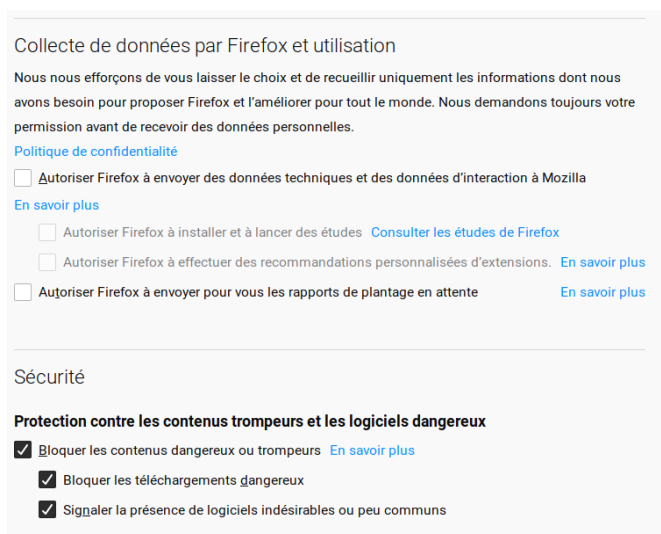 Collecte de données par Firefox et utilisation
Nous nous efforçons de vous laisser le choix et de recueillir uniquement les informations dont nous
avons besoin pour proposer Firefox et l’améliorer pour tout le monde. Nous demandons toujours votre
permission avant de recevoir des données personnelles.
Politique de confidentialité
Autoriser Firefox à envoyer des données techniques et des données d’interaction à Mozilla
En savoir plus
Autoriser Firefox à installer et à lancer des études Consulter les études de Firefox
Autoriser Firefox à effectuer des recommandations personnalisées d’extensions. En savoir plus
Autoriser Firefox à envoyer pour vous les rapports de plantage en attente En savoir plus
Sécurité
Protection contre les contenus trompeurs et les logiciels dangereux
Bloquer les contenus dangereux ou trompeurs En savoir plus
Bloquer les téléchargements dangereux
Signaler la présence de logiciels indésirables ou peu communs